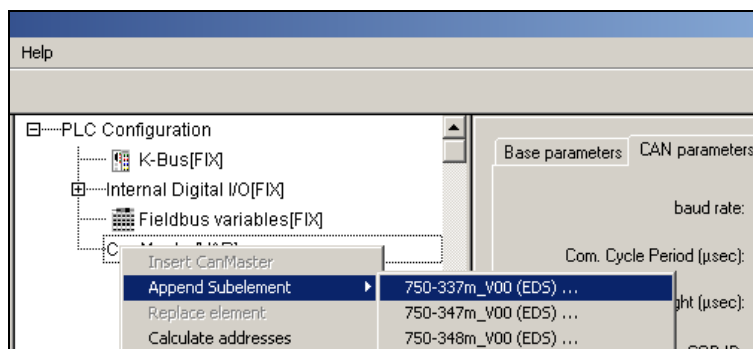 Help
PLC Configuration
K-Bus[FIX]
Internal Digital I/O[FIX]
Fieldbus variables[FIX]
Insert CanMaster
Append Subelement
Replace element
Calculate addresses
750-337m_V00 (EDS) ...
750-347m_V00 (EDS) ...
750-348m_V00 (EDS) ...
Base parameters
CAN parameters
baud rate:
Com. Cycle Period (µsec):
(µsec):